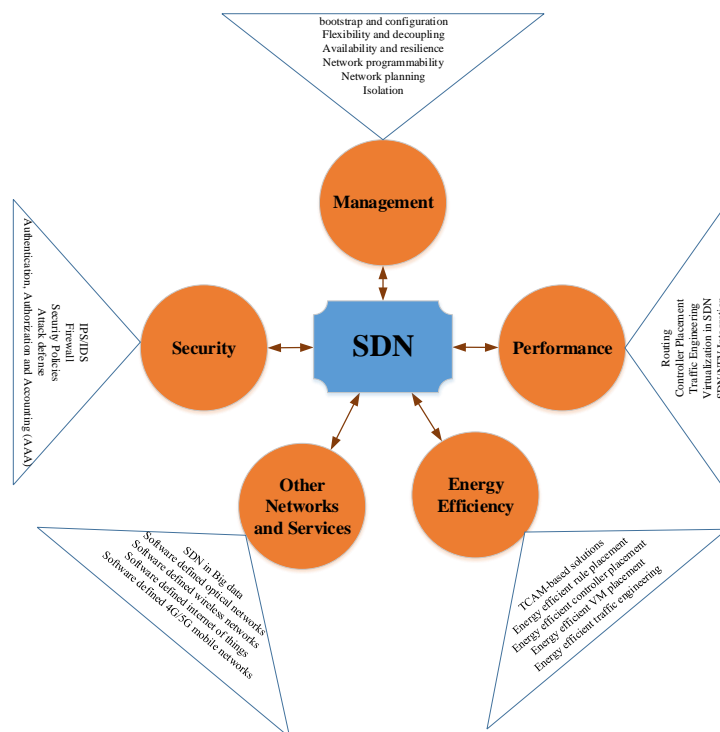 bootstrap and configuration
Flexibility and decoupling
Availability and resilience
Network programmability
Network planning
Isolation
Management
IPS/IDS
Firewall
Security Policies
Attack defense
Authentication, Authorization and Accounting (AAA)
Security
SDN
Performance
Routing
Controller Placement
Traffic Engineering
Virtualization in SDN
Other
Networks
and Services
Energy
Efficiency
SDN in Big data
Software defined optical networks
Software defined wireless networks
Software defined internet of things
Software defined 4G/5G mobile networks
TCAM-based solutions
Energy efficient rule placement
Energy efficient controller placement
Energy efficient VM placement
Energy efficient traffic engineering